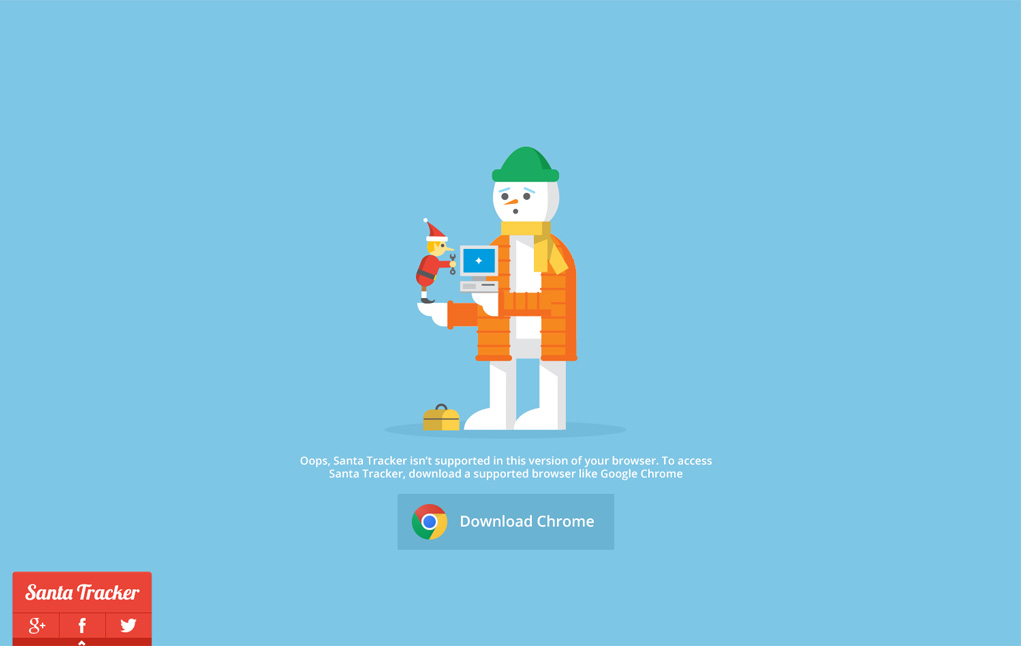 Oops, Santa Tracker isn't supported in this version of your browser. To access
Santa Tracker, download a supported browser like Google Chrome
Download Chrome
Santa Tracker
g+